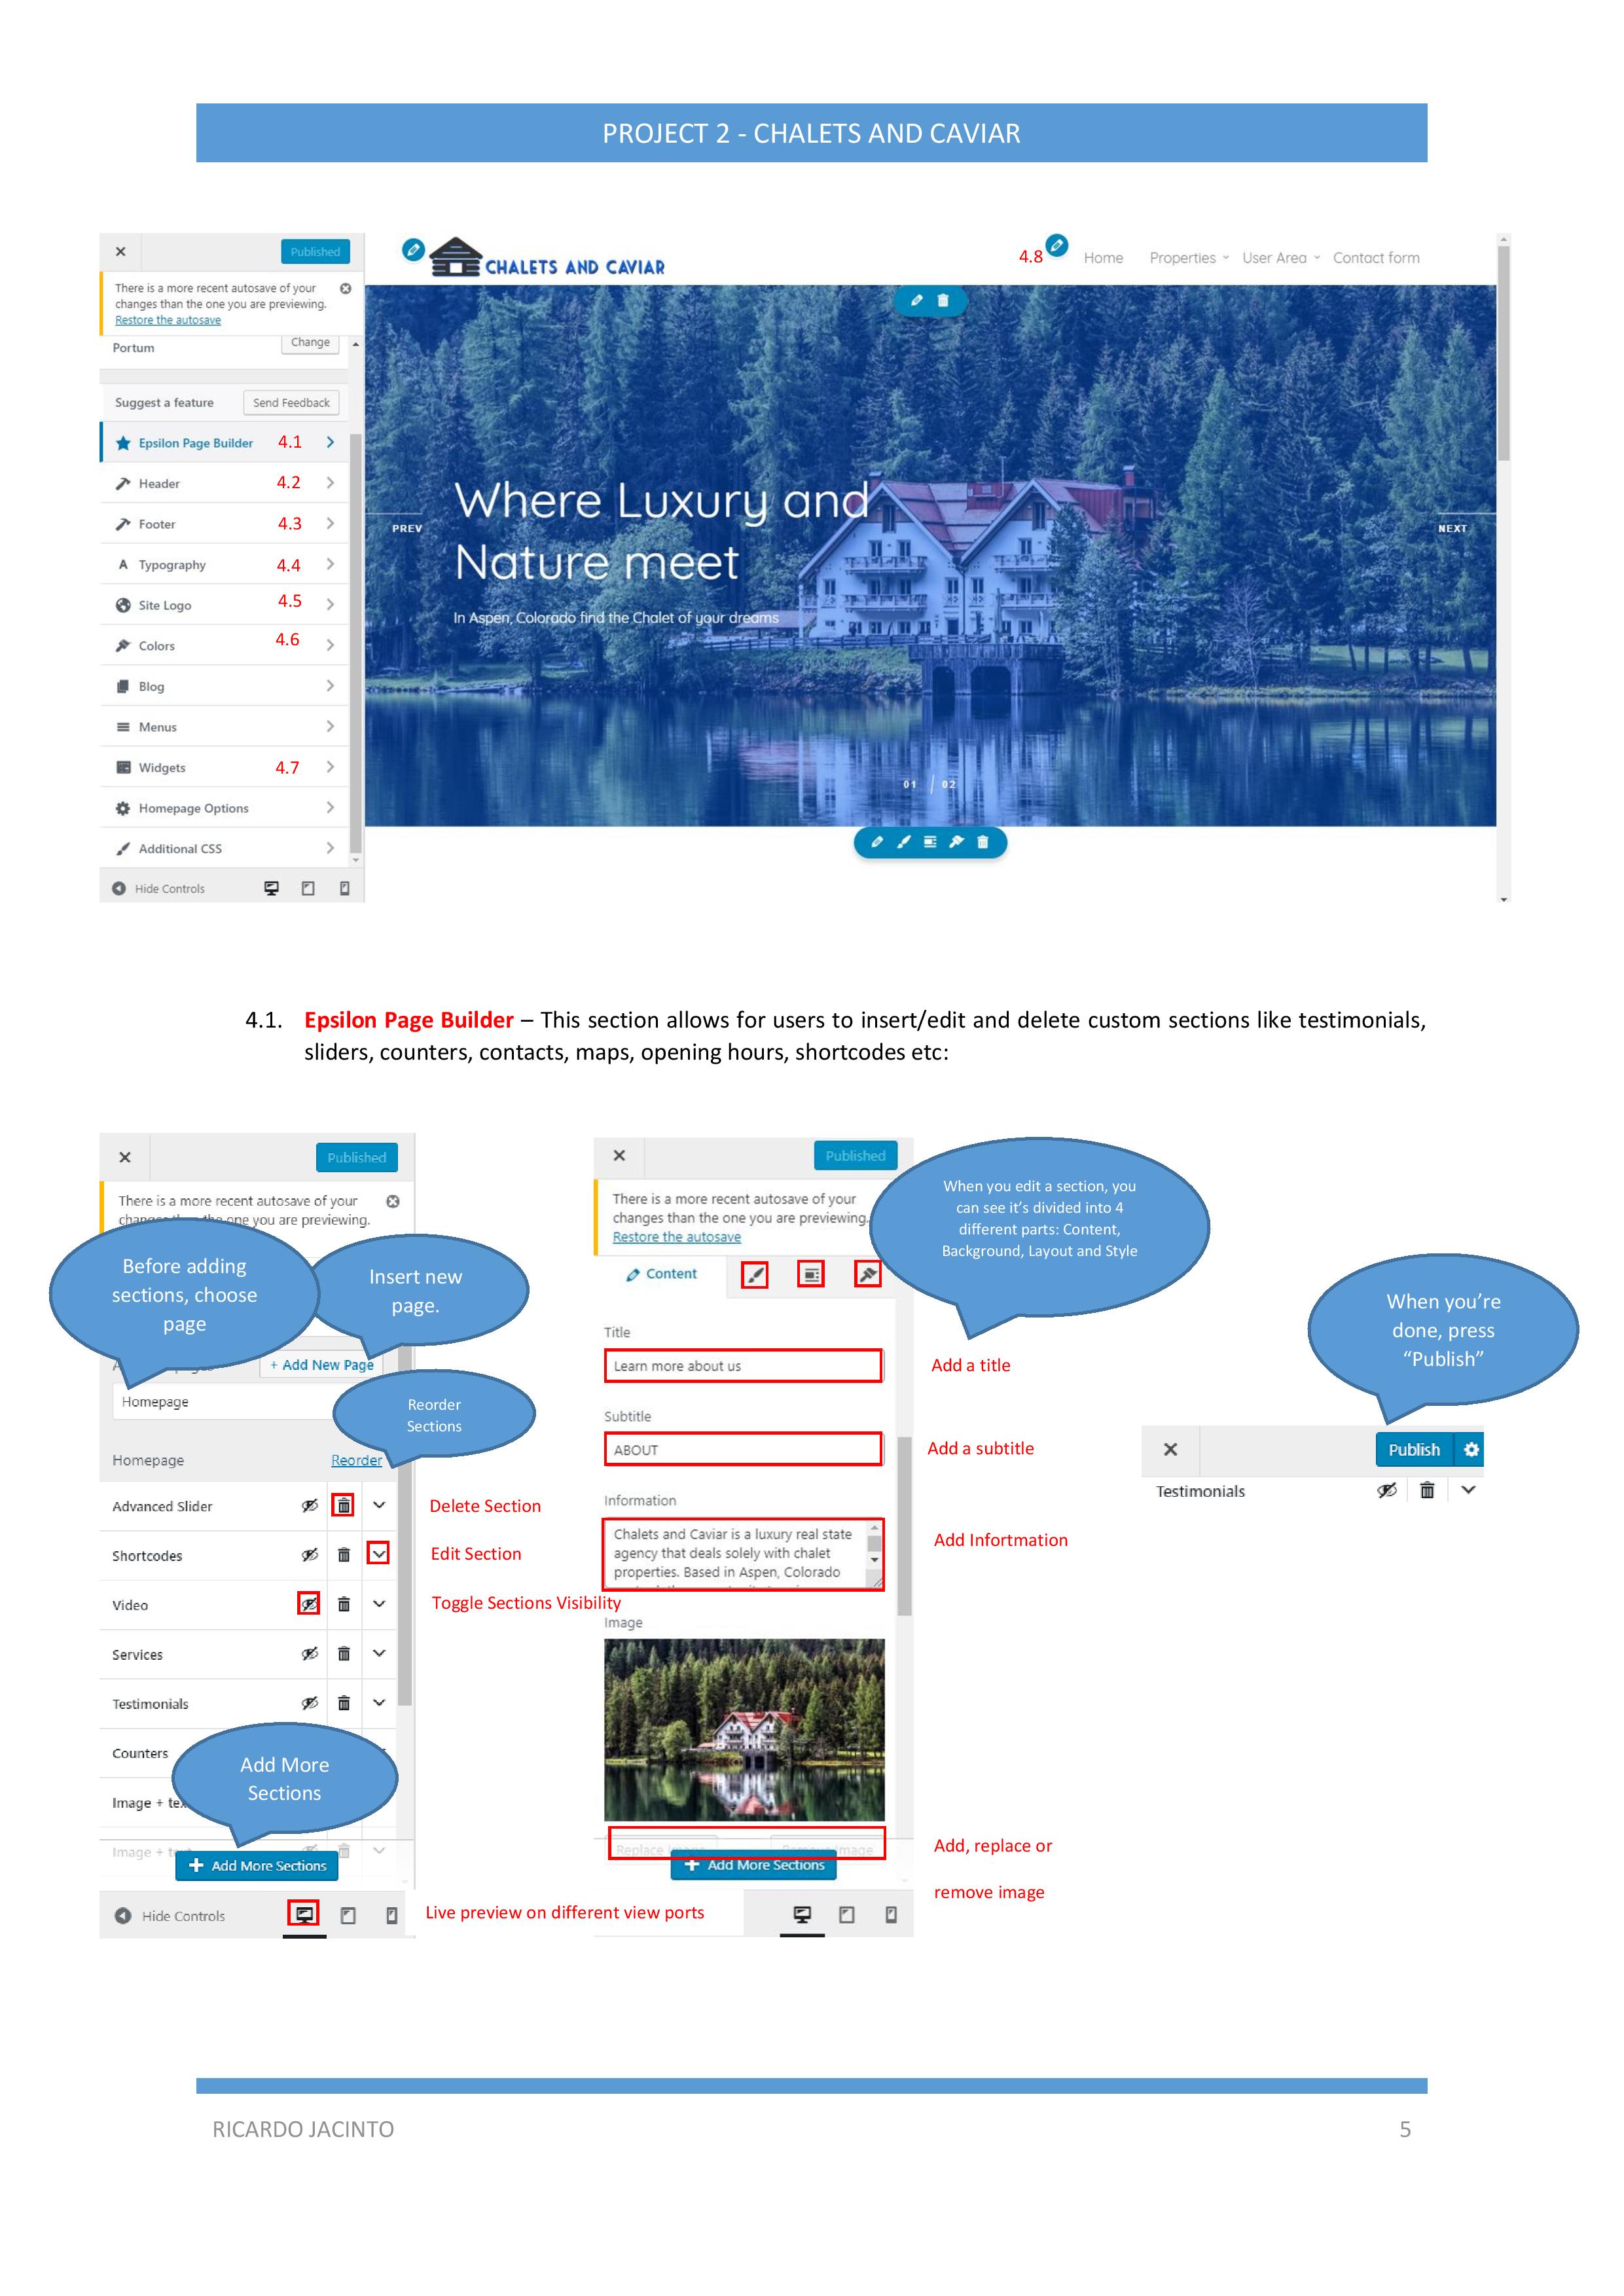 PROJECT 2 - CHALETS AND CAVIAR
Published
There is a more recent autosave of your
changes than the one you are previewing.
Restore the autosave
Portum
Change
Suggest a feature
Send Feedback
Epsilon Page Builder 4.1
Header 4.2
Footer 4.3
Typography 4.4
Site Logo 4.5
Colors 4.6
Blog
Menus
Widgets 4.7
Homepage Options
Additional CSS
Hide Controls
CHALETS AND CAVIAR
4.8
Home Properties User Area Contact form
Where Luxury and
Nature meet
In Aspen, Colorado find the Chalet of your dreams
PREV
NEXT
01 / 02
4.1. Epsilon Page Builder – This section allows for users to insert/edit and delete custom sections like testimonials,
sliders, counters, contacts, maps, opening hours, shortcodes etc:
Published
There is a more recent autosave of your
than the one you are previewing.
Before adding
sections, choose
page
Insert new
page.
+ Add New Page
Homepage
Reorder
Sections
Homepage
Reorder
Advanced Slider
Delete Section
Shortcodes
Edit Section
Video
Toggle Sections Visibility
Services
Testimonials
Counters
Add More
Sections
Image +
Image +
+ Add More Sections
Hide Controls
Live preview on different view ports
Published
There is a more recent autosave of your
changes than the one you are previewing.
Restore the autosave
When you edit a section, you
can see it’s divided into 4
different parts: Content,
Background, Layout and Style
Content
Title
Learn more about us
Add a title
Subtitle
ABOUT
Add a subtitle
Information
Chalets and Caviar is a luxury real state
agency that deals solely with chalet
properties. Based in Aspen, Colorado
Add Infortmation
Image
Replace Image
Remove Image
Add, replace or
remove image
+ Add More Sections
When you’re
done, press
“Publish”
Publish
Testimonials
RICARDO JACINTO
5